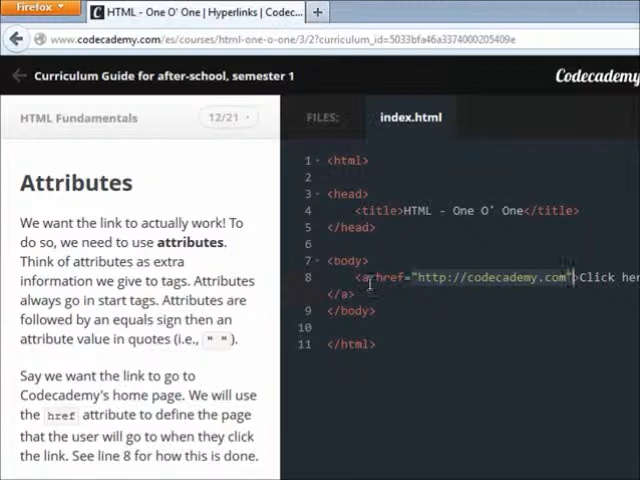 Firefox
HTML - One O' One | Hyperlinks | Codec...
www.codecademy.com/es/courses/html-one-o-one/3/2?curriculum_id=5033bfa46a3374000205409e
Curriculum Guide for after-school, semester 1
Codecademy
HTML Fundamentals
12/21
FILES:
index.html
Attributes
We want the link to actually work! To
do so, we need to use attributes.
Think of attributes as extra
information we give to tags. Attributes
always go in start tags. Attributes are
followed by an equals sign then an
attribute value in quotes (i.e., " ").
Say we want the link to go to
Codecademy's home page. We will use
the href attribute to define the page
that the user will go to when they click
the link. See line 8 for how this is done.
1 <html>
2
3 <head>
4 <title>HTML - One O' One</title>
5 </head>
6
7 <body>
8 <a href="http://codecademy.com">Click her
</a>
9 </body>
10
11 </html>